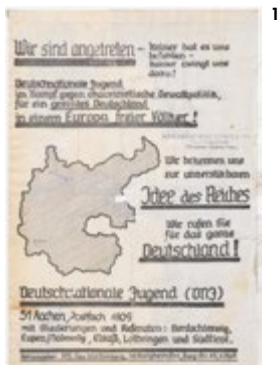 1
Wir sind angetreten –
keiner hat es uns
befohlen –
keiner zwingt uns
dazu!
Deutschnationale Jugend
im Kampf gegen chauvinistische Gewaltpolitik,
für ein geeintes Deutschland
in einem Europa freier Völker!
Wir bekennen uns
zur unzerstörbaren
Idee des Reiches
Wir rufen Sie
für das ganze
Deutschland!
Deutschnationale Jugend (DNJ)
51 Aachen, Postfach 1109
mit Gliederungen und Referaten:
Eupen/Malmedy, Elsaß, Lothringen und Südtirol.